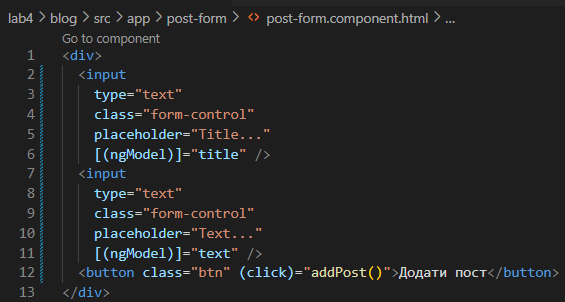 lab4 > blog > src > app > post-form > <> post-form.component.html > ...
Go to component
1 <div>
2 <input
3 type="text"
4 class="form-control"
5 placeholder="Title..."
6 [(ngModel)]="title" />
7 <input
8 type="text"
9 class="form-control"
10 placeholder="Text..."
11 [(ngModel)]="text" />
12 <button class="btn" (click)="addPost()">Додати пост</button>
13 </div>